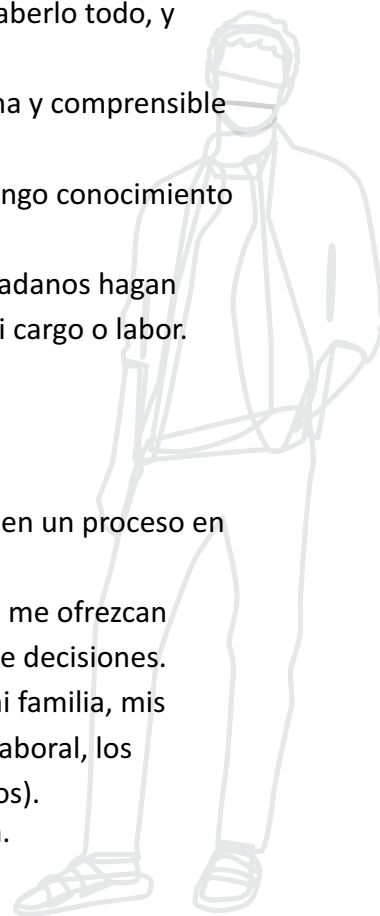 aberlo todo, y
na y comprensible
ngo conocimiento
adanos hagan
i cargo o labor.
en un proceso en
me ofrezcan
e decisiones.
i familia, mis
aboral, los
os).
.